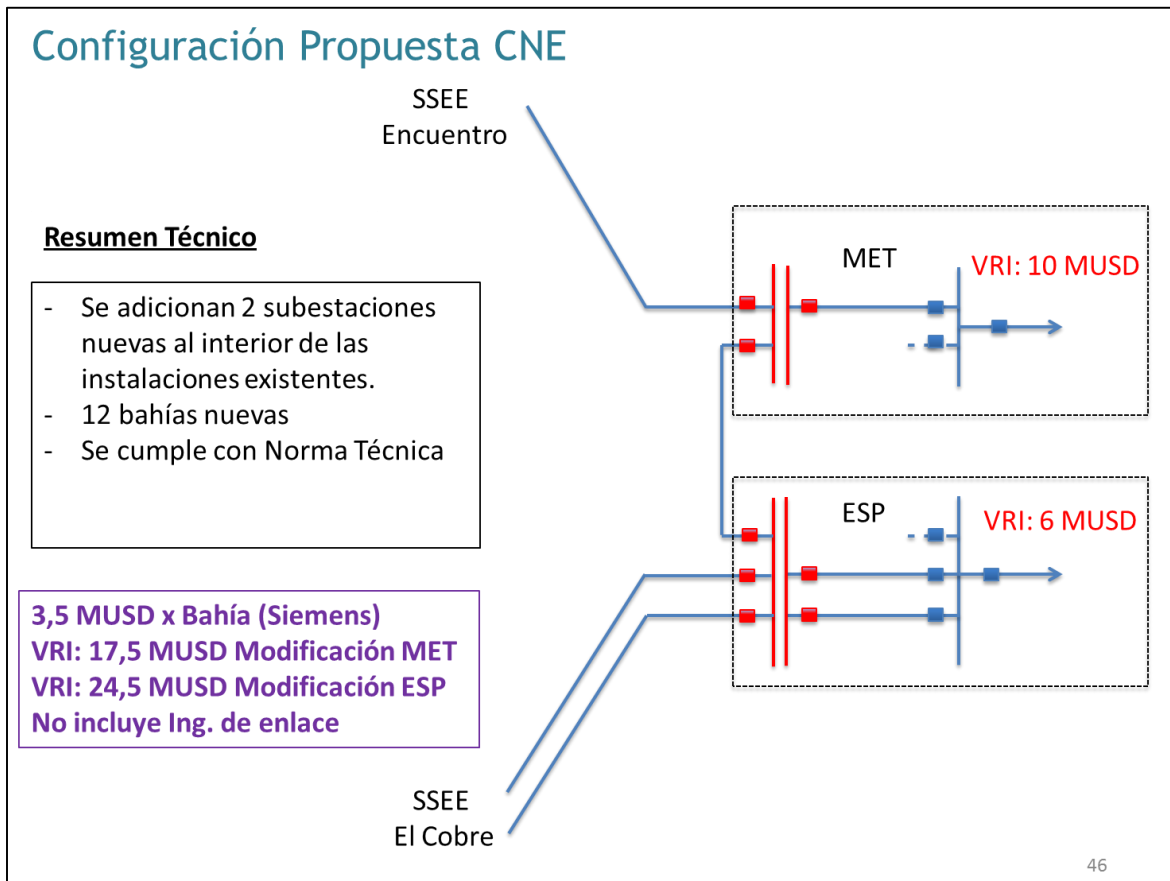 Configuración Propuesta CNE
SSEE
Encuentro
Resumen Técnico
- Se adicionan 2 subestaciones
nuevas al interior de las
instalaciones existentes.
- 12 bahías nuevas
- Se cumple con Norma Técnica
3,5 MUSD x Bahía (Siemens)
VRI: 17,5 MUSD Modificación MET
VRI: 24,5 MUSD Modificación ESP
No incluye Ing. de enlace
MET
VRI: 10 MUSD
ESP
VRI: 6 MUSD
SSEE
El Cobre
46